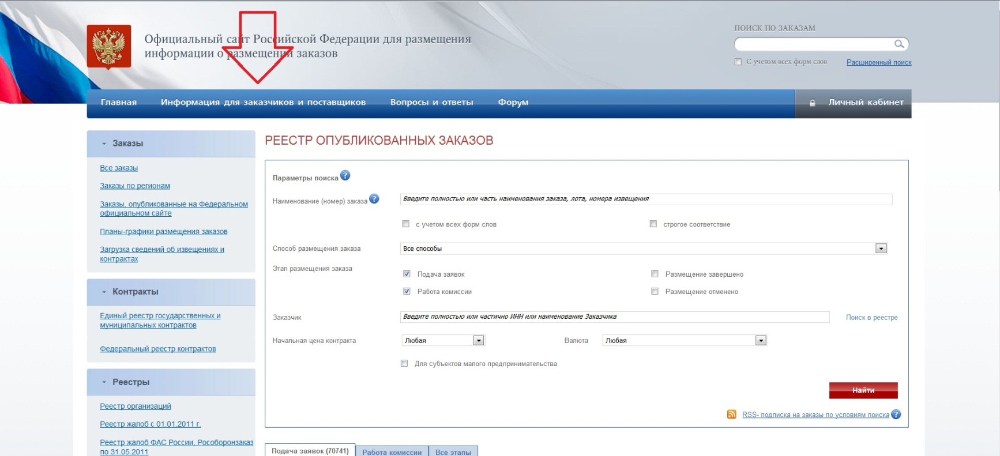 Официальный сайт Российской Федерации для размещения
информации о размещении заказов
ПОИСК ПО ЗАКАЗАМ
С учетом всех форм слов
Расширенный поиск
Главная
Информация для заказчиков и поставщиков
Вопросы и ответы
Форум
Личный кабинет
Заказы
Все заказы
Заказы по регионам
Заказы, опубликованные на Федеральном
официальном сайте
Планы-графики размещения заказов
Загрузка сведений об извещениях и
контрактах
Контракты
Единый реестр государственных и
муниципальных контрактов
Федеральный реестр контрактов
Реестры
Реестр организаций
Реестр жалоб с 01.01.2011 г.
Реестр жалоб ФАС России, Рособоронзаказ
по 31.05.2011
РЕЕСТР ОПУБЛИКОВАННЫХ ЗАКАЗОВ
Параметры поиска ?
Наименование (номер) заказа ?
Введите полностью или часть наименования заказа, лота, номера извещения
с учетом всех форм слов
строгое соответствие
Способ размещения заказа
Все способы
Этап размещения заказа
Подача заявок
Размещение завершено
Работа комиссии
Размещение отменено
Заказчик
Введите полностью или частично ИНН или наименование Заказчика
Поиск в реестре
Начальная цена контракта
Любая
Валюта
Любая
Для субъектов малого предпринимательства
Найти
RSS- подписка на заказы по условиям поиска ?
Подача заявок (70741)
Работа комиссии
Все этапы